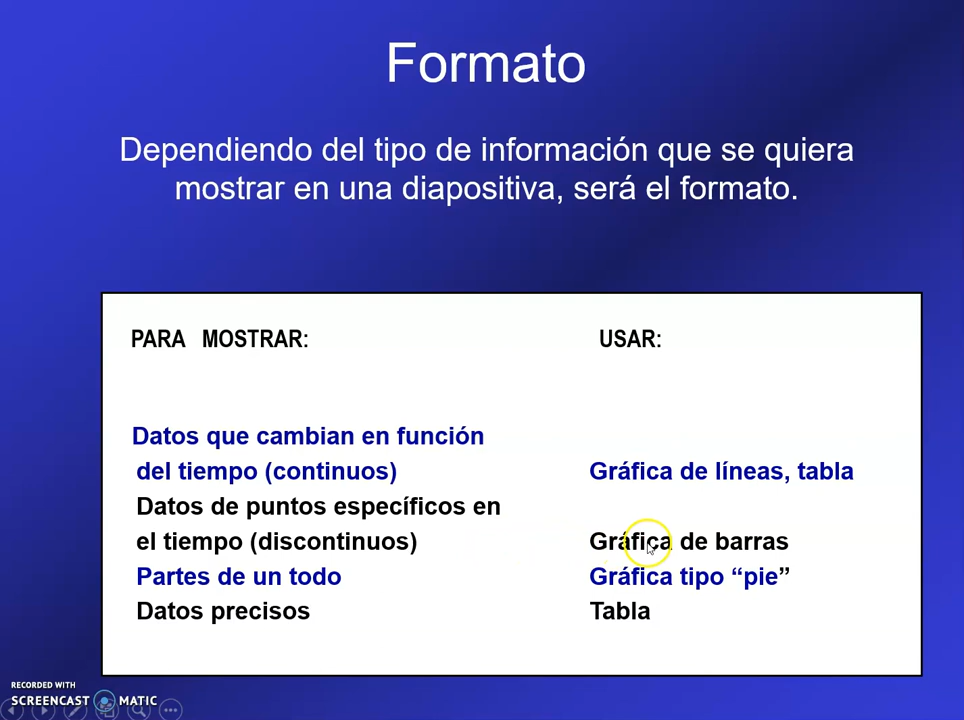 Formato
Dependiendo del tipo de información que se quiera
mostrar en una diapositiva, será el formato.
PARA MOSTRAR: USAR:
Datos que cambian en función
del tiempo (continuos) Gráfica de líneas, tabla
Datos de puntos específicos en
el tiempo (discontinuos) Gráfica de barras
Partes de un todo Gráfica tipo “pie”
Datos precisos Tabla
RECORDED WITH
SCREENCAST MATIC